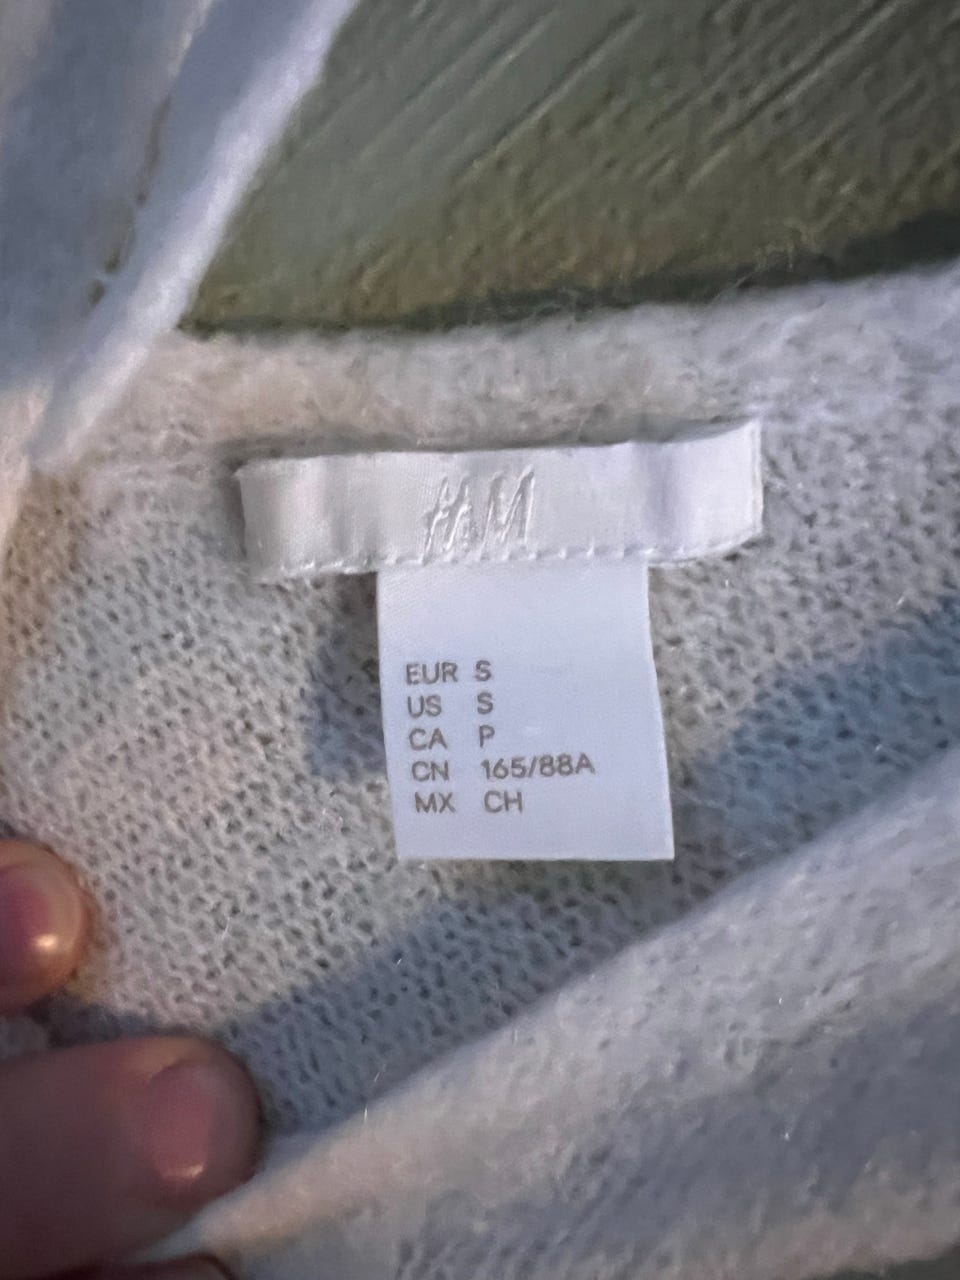 H&M
EUR S
US S
CA P
CN 165/88A
MX CH